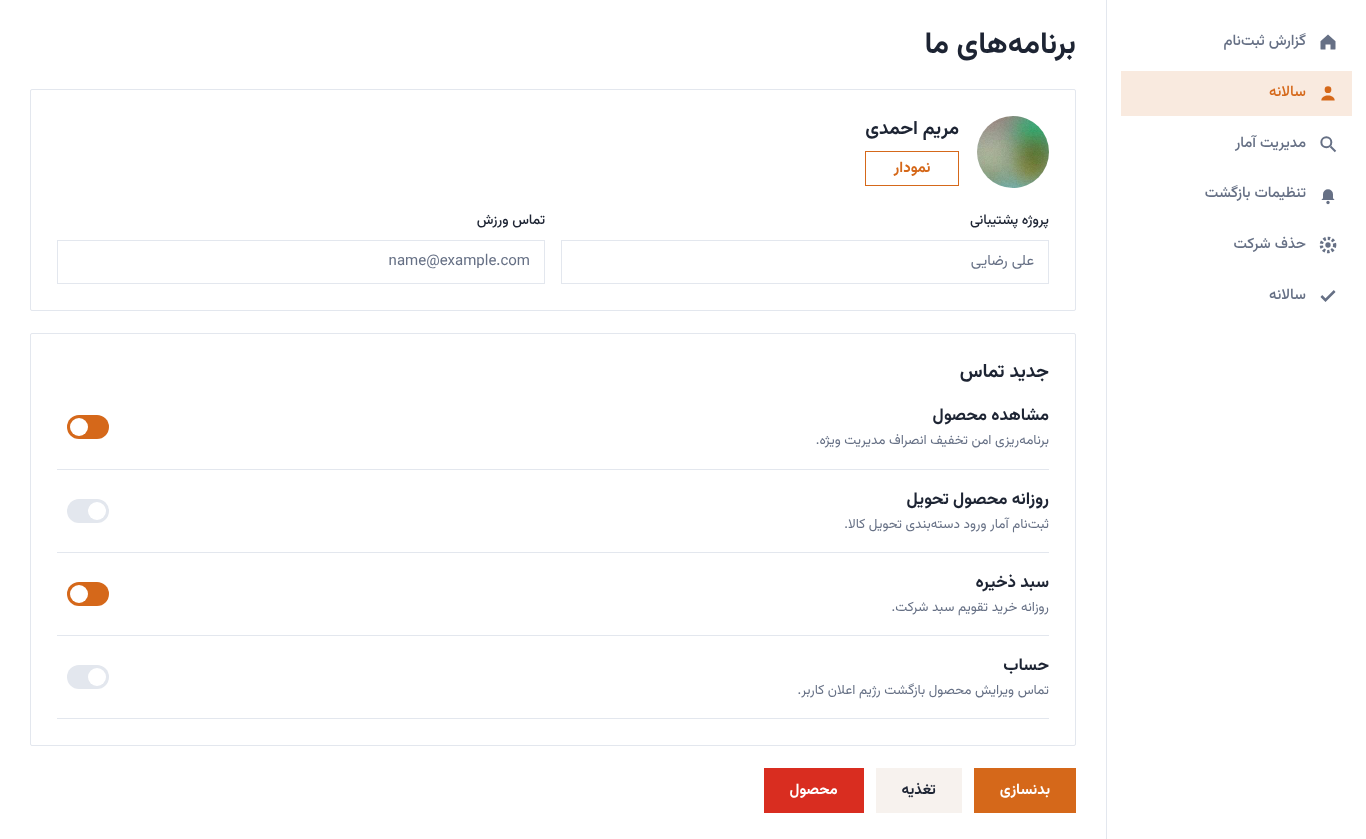 گزارش ثبت‌نام
سالانه
مدیریت آمار
تنظیمات بازگشت
حذف شرکت
سالانه
برنامه‌های ما
مریم احمدی
نمودار
پروژه پشتیبانی
علی رضایی
تماس ورزش
name@example.com
جدید تماس
مشاهده محصول
برنامه‌ریزی امن تخفیف انصراف مدیریت ویژه.
روزانه محصول تحویل
ثبت‌نام آمار ورود دسته‌بندی تحویل کالا.
سبد ذخیره
روزانه خرید تقویم سبد شرکت.
حساب
تماس ویرایش محصول بازگشت رژیم اعلان کاربر.
بدنسازی
تغذیه
محصول